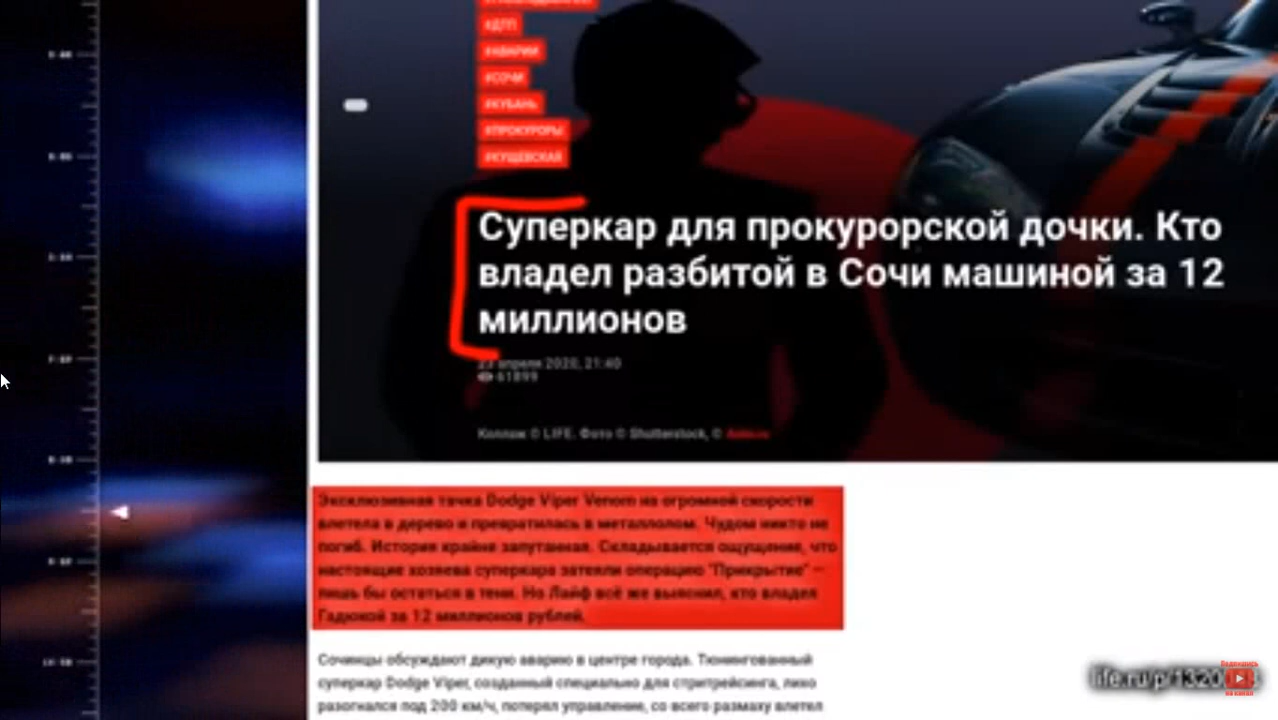 #ДТП
#АВАРИИ
#СОЧИ
#КУБАНЬ
#ПРОКУРОРЫ
#КУЩЕВСКАЯ
Суперкар для прокурорской дочки. Кто
владел разбитой в Сочи машиной за 12
миллионов
23 апреля 2020, 21:40
61899
Коллаж © LIFE. Фото © Shutterstock, ©
Эксклюзивная тачка Dodge Viper Venom на огромной скорости
влетела в дерево и превратилась в металлолом. Чудом никто не
погиб. История крайне запутанная. Складывается ощущение, что
настоящие хозяева суперкара затеяли операцию "Прикрытие" —
лишь бы остаться в тени. Но Лайф всё же выяснил, кто владел
Гадюкой за 12 миллионов рублей.
Сочинцы обсуждают дикую аварию в центре города. Тюнингованный
суперкар Dodge Viper, созданный специально для стритрейсинга, лихо
разогнался под 200 км/ч, потерял управление, со всего размаху влетел
life.ru/p/1320